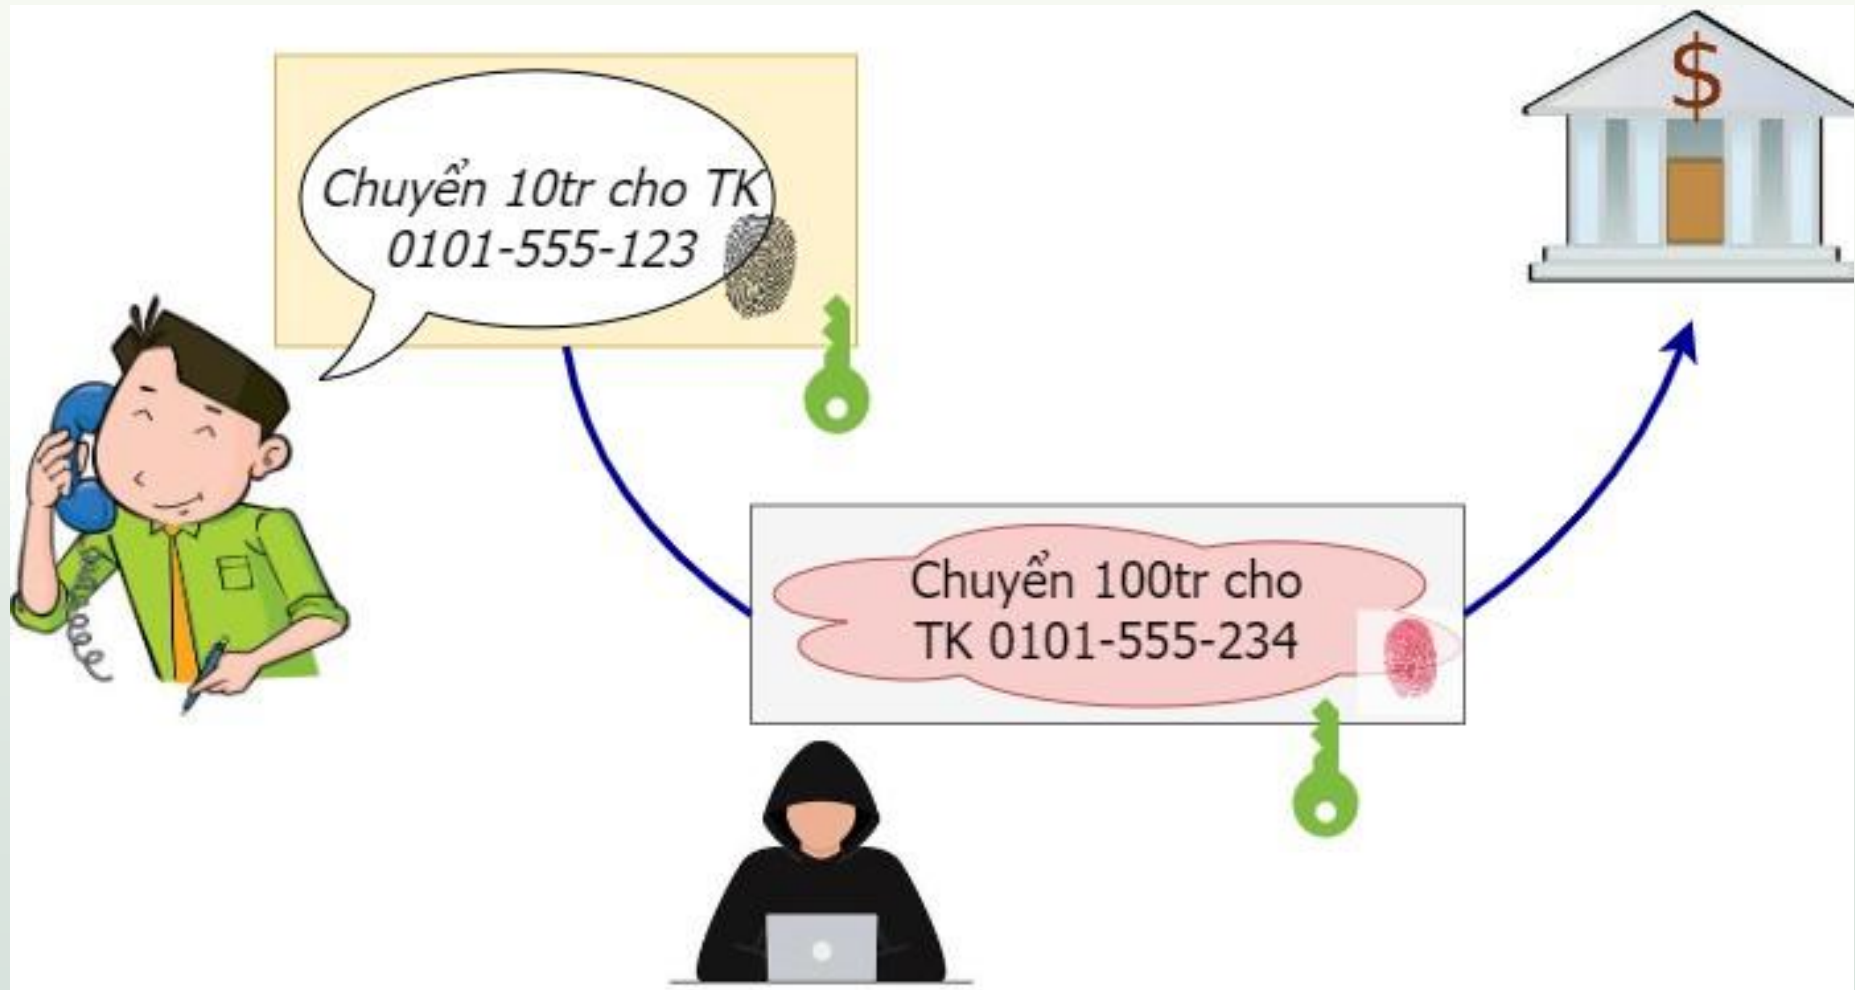 Chuyển 10tr cho TK
0101-555-123
$
Chuyển 100tr cho
TK 0101-555-234